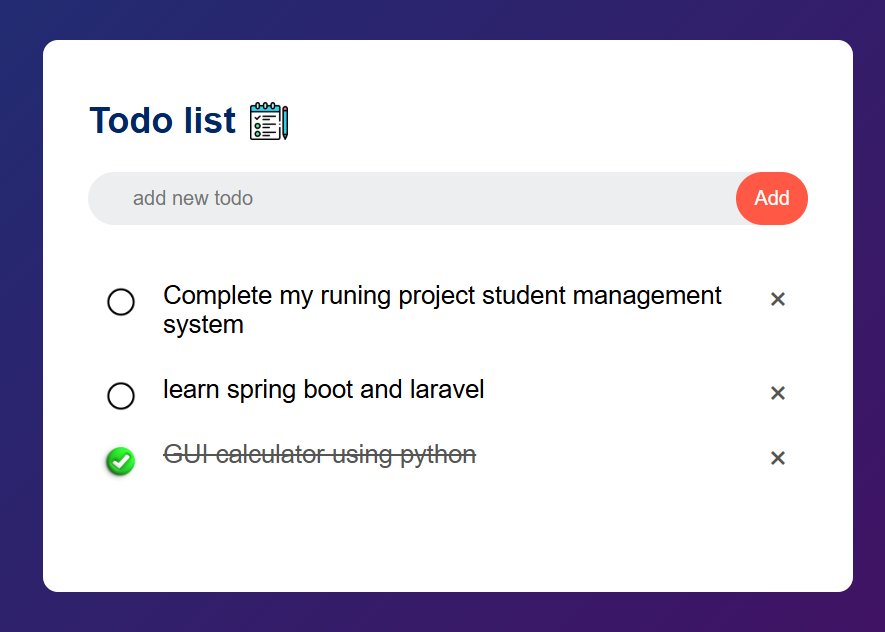 Todo list
add new todo
Add
Complete my runing project student management
system
×
learn spring boot and laravel
×
GUI calculator using python
×